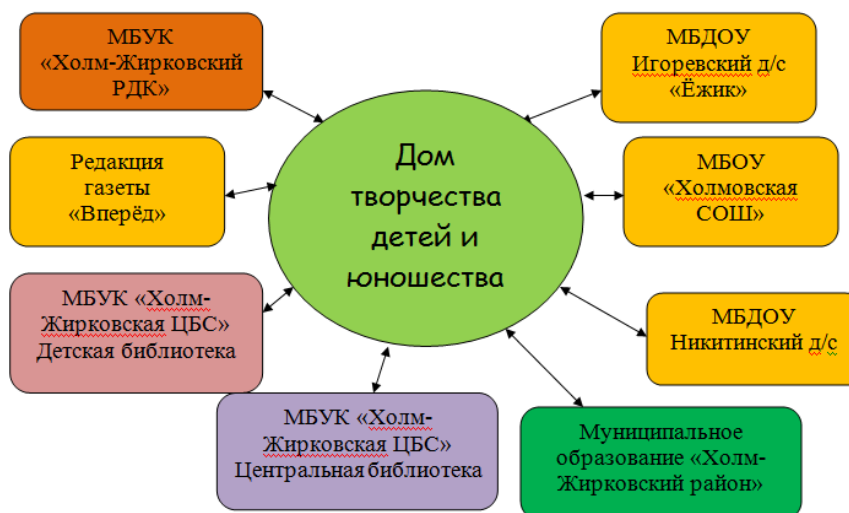 МБУК
«Холм-Жирковский
РДК»
МБДОУ
Игоревский д/с
«Ёжик»
Дом
творчества
детей и
юношества
Редакция
газеты
«Вперёд»
МБОУ
«Холмовская
СОШ»
МБУК «Холм-
Жирковская ЦБС»
Детская библиотека
МБДОУ
Никитинский д/с
МБУК «Холм-
Жирковская ЦБС»
Центральная библиотека
Муниципальное
образование «Холм-
Жирковский район»